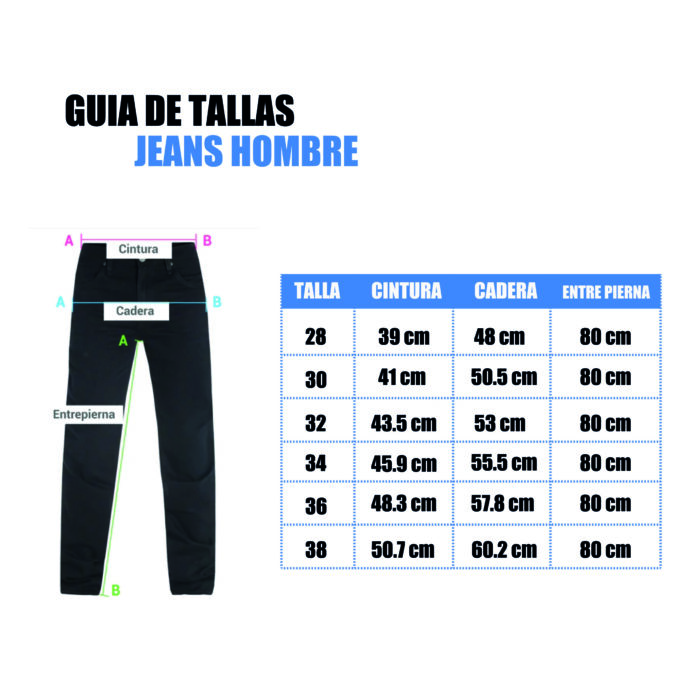 GUIA DE TALLAS
JEANS HOMBRE
A B
Cintura
A B
Cadera
A
Entrepierna
B
TALLA CINTURA CADERA ENTRE PIERNA
28 39 cm 48 cm 80 cm
30 41 cm 50.5 cm 80 cm
32 43.5 cm 53 cm 80 cm
34 45.9 cm 55.5 cm 80 cm
36 48.3 cm 57.8 cm 80 cm
38 50.7 cm 60.2 cm 80 cm